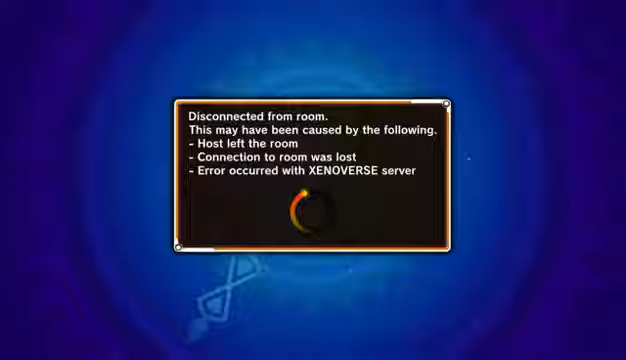 Disconnected from room.
This may have been caused by the following.
- Host left the room
- Connection to room was lost
- Error occurred with XENOVERSE server